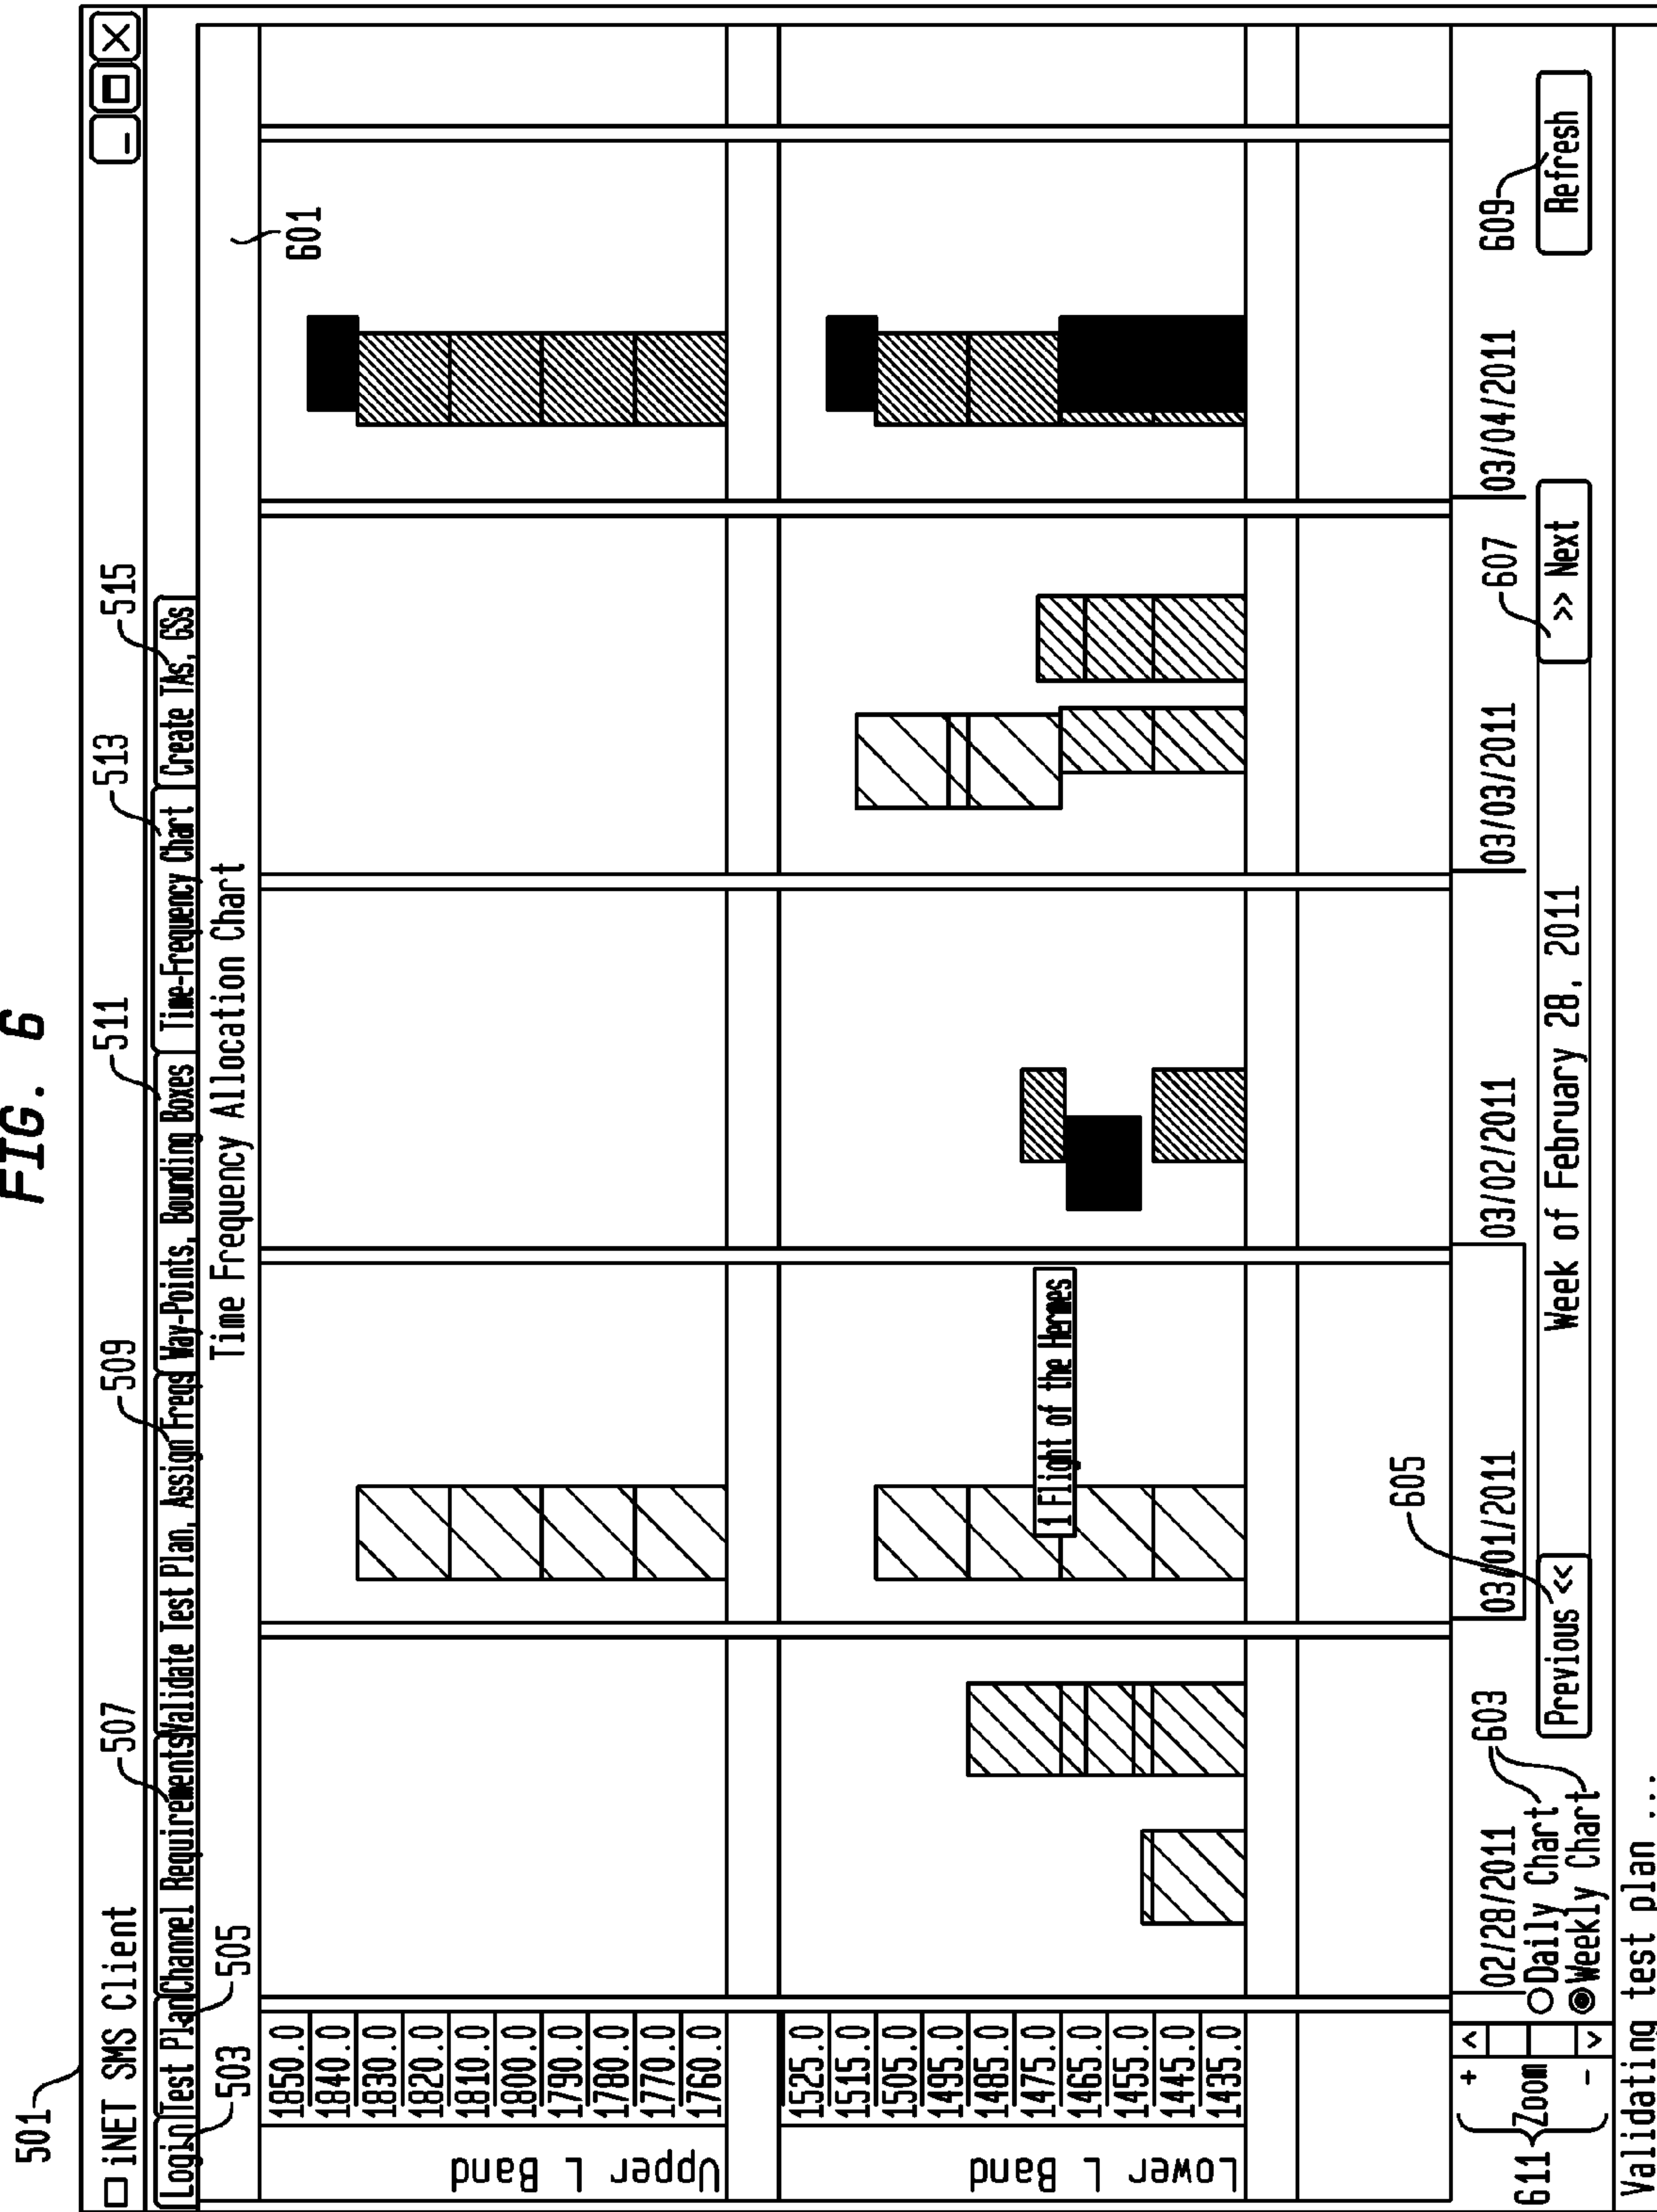 FIG. 6
501
iNET SMS Client
507
509
511
513
515
Login
Test Plan
Channel Requirements
Validate Test Plan, Assign Freqs
Way-Points, Bounding Boxes
Time-Frequency Chart
Create TAs, GSs
503
505
Time Frequency Allocation Chart
601
Upper L Band
1850.0
1840.0
1830.0
1820.0
1810.0
1800.0
1790.0
1780.0
1770.0
1760.0
Lower L Band
1525.0
1515.0
1505.0
1495.0
1485.0
1475.0
1465.0
1455.0
1445.0
1435.0
1 Flight of the Hermes
611
+
Zoom
-
<
>
02/28/2011
03/01/2011
03/02/2011
03/03/2011
03/04/2011
603
605
607
609
Daily Chart
Weekly Chart
Previous <<
Week of February 28, 2011
>> Next
Refresh
Validating test plan ...